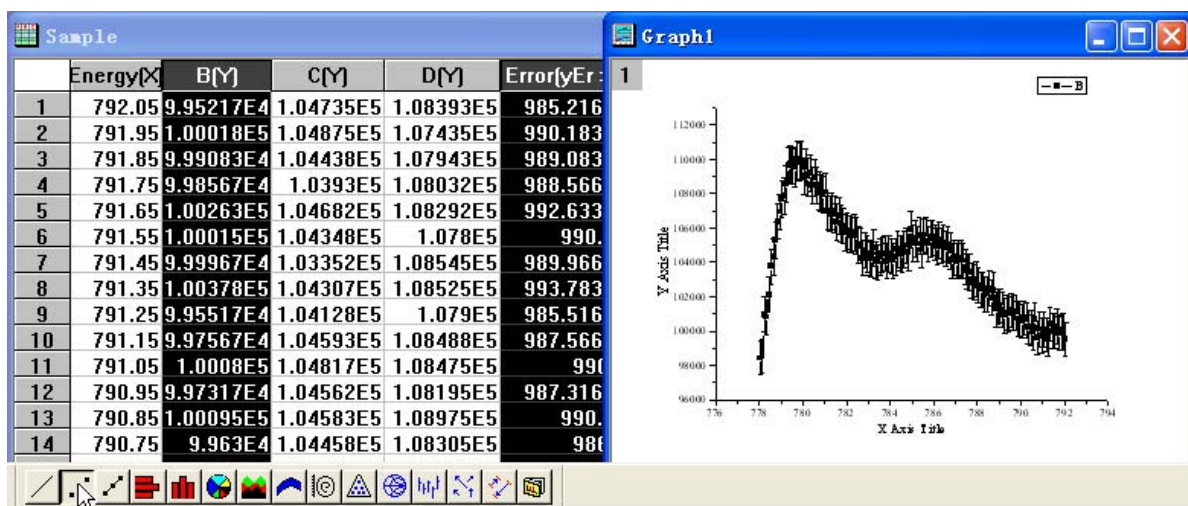 Sample
Energy(X) B(Y) C(Y) D(Y) Error(yEr±
1 792.05 9.95217E4 1.04735E5 1.08393E5 985.216
2 791.95 1.00018E5 1.04875E5 1.07435E5 990.183
3 791.85 9.99083E4 1.04438E5 1.07943E5 989.083
4 791.75 9.98567E4 1.0393E5 1.08032E5 988.566
5 791.65 1.00263E5 1.04682E5 1.08292E5 992.633
6 791.55 1.00015E5 1.04348E5 1.078E5 990.
7 791.45 9.99967E4 1.03352E5 1.08545E5 989.966
8 791.35 1.00378E5 1.04307E5 1.08525E5 993.783
9 791.25 9.95517E4 1.04128E5 1.079E5 985.516
10 791.15 9.97567E4 1.04593E5 1.08488E5 987.566
11 791.05 1.0008E5 1.04817E5 1.08475E5 990
12 790.95 9.97317E4 1.04562E5 1.08195E5 987.316
13 790.85 1.00095E5 1.04583E5 1.08975E5 990.
14 790.75 9.963E4 1.04458E5 1.08305E5 986
Graph1
1
B
112000
110000
108000
106000
104000
102000
100000
98000
96000
Y Axis Title
776 778 780 782 784 786 788 790 792 794
X Axis Title